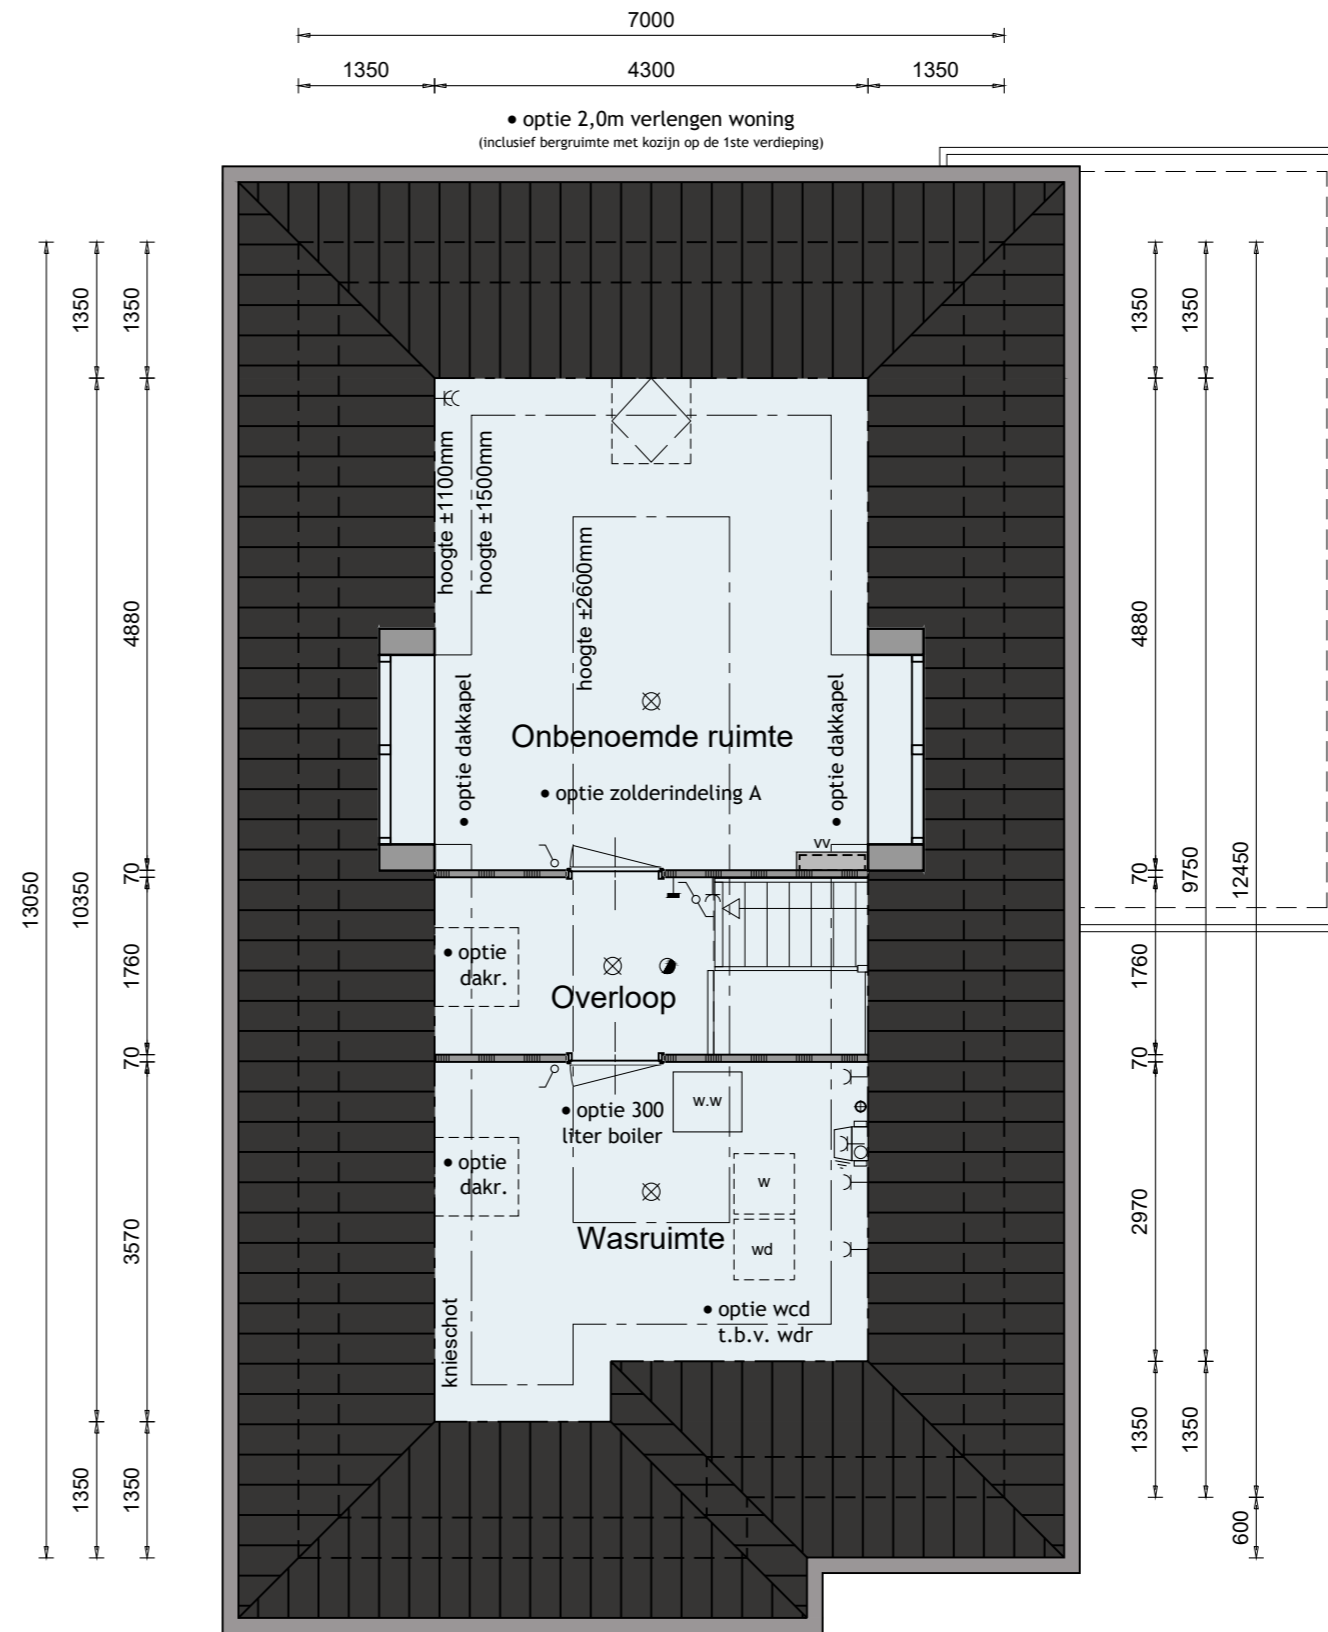 7000
1350
4300
1350
• optie 2,0m verlengen woning
(inclusief bergruimte met kozijn op de 1ste verdieping)
13050
1350
10350
1350
1350
4880
70
1760
70
3570
1350
hoogte ±1100mm
hoogte ±1500mm
hoogte ±2600mm
• optie dakkapel
• optie dakkapel
Onbenoemde ruimte
• optie zolderindeling A
vv
• optie
dakr.
Overloop
• optie 300
liter boiler
w.w
• optie
dakr.
w
Wasruimte
wd
• optie wcd
t.b.v. wdr
knieschot
1350
4880
70
1760
70
2970
1350
1350
9750
1350
12450
600